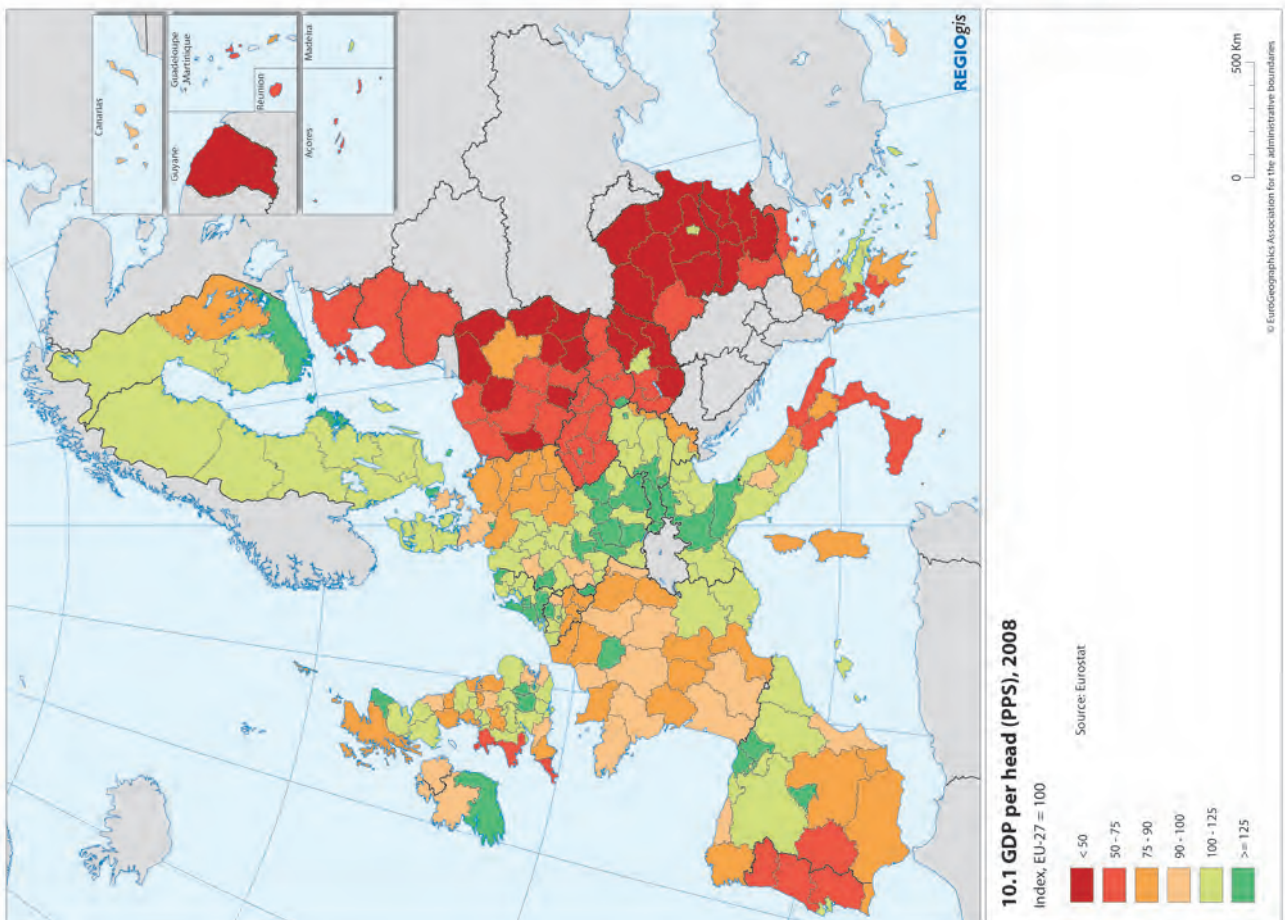 Canarias
Guyane
Guadeloupe
Martinique
Réunion
Açores
Madeira
REGIOgis
10.1 GDP per head (PPS), 2008
Index, EU-27 = 100
< 50
50 - 75
75 - 90
90 - 100
100 - 125
>= 125
Source: Eurostat
0 500 Km
© EuroGeographics Association for the administrative boundaries